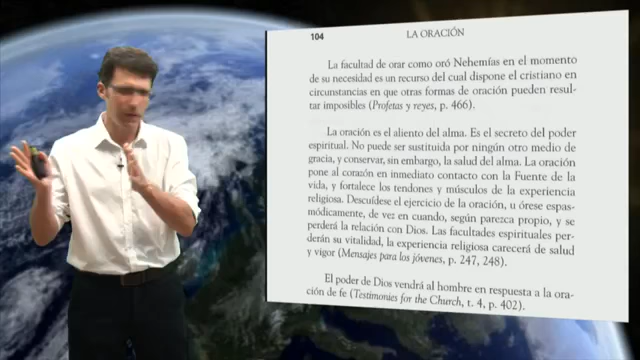 104 LA ORACIÓN
La facultad de orar como oró Nehemías en el momento
de su necesidad es un recurso del cual dispone el cristiano en
circunstancias en que otras formas de oración pueden resul-
tar imposibles (Profetas y reyes, p. 466).
La oración es el aliento del alma. Es el secreto del poder
espiritual. No puede ser sustituida por ningún otro medio de
gracia, y conservar, sin embargo, la salud del alma. La oración
pone al corazón en inmediato contacto con la Fuente de la
vida, y fortalece los tendones y músculos de la experiencia
religiosa. Descuídese el ejercicio de la oración, u órese espas-
módicamente, de vez en cuando, según parezca propio, y se
perderá la relación con Dios. Las facultades espirituales per-
derán su vitalidad, la experiencia religiosa carecerá de salud
y vigor (Mensajes para los jóvenes, p. 247, 248).
El poder de Dios vendrá al hombre en respuesta a la ora-
ción de fe (Testimonies for the Church, t. 4, p. 402).